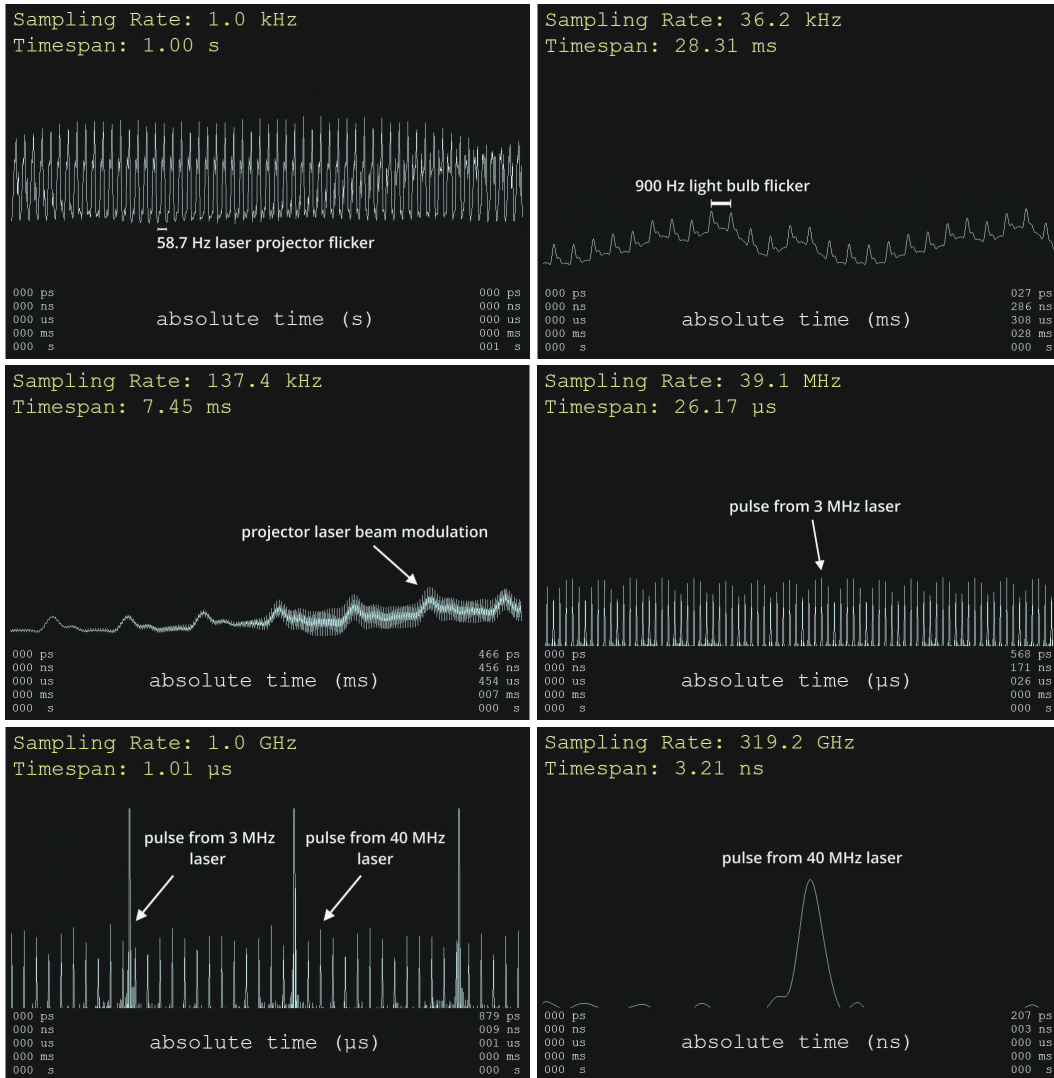 Sampling Rate: 1.0 kHz
Timespan: 1.00 s
58.7 Hz laser projector flicker
000 ps
000 ns
000 us
000 ms
000  s
absolute time (s)
000 ps
000 ns
000 us
000 ms
001  s
Sampling Rate: 36.2 kHz
Timespan: 28.31 ms
900 Hz light bulb flicker
000 ps
000 ns
000 us
000 ms
000  s
absolute time (ms)
027 ps
286 ns
308 us
028 ms
000  s
Sampling Rate: 137.4 kHz
Timespan: 7.45 ms
projector laser beam modulation
000 ps
000 ns
000 us
000 ms
000  s
absolute time (ms)
466 ps
456 ns
454 us
007 ms
000  s
Sampling Rate: 39.1 MHz
Timespan: 26.17 µs
pulse from 3 MHz laser
000 ps
000 ns
000 us
000 ms
000  s
absolute time (µs)
568 ps
171 ns
026 us
000 ms
000  s
Sampling Rate: 1.0 GHz
Timespan: 1.01 µs
pulse from 3 MHz
laser
pulse from 40 MHz
laser
000 ps
000 ns
000 us
000 ms
000  s
absolute time (µs)
879 ps
009 ns
001 us
000 ms
000  s
Sampling Rate: 319.2 GHz
Timespan: 3.21 ns
pulse from 40 MHz laser
000 ps
000 ns
000 us
000 ms
000  s
absolute time (ns)
207 ps
003 ns
000 us
000 ms
000  s